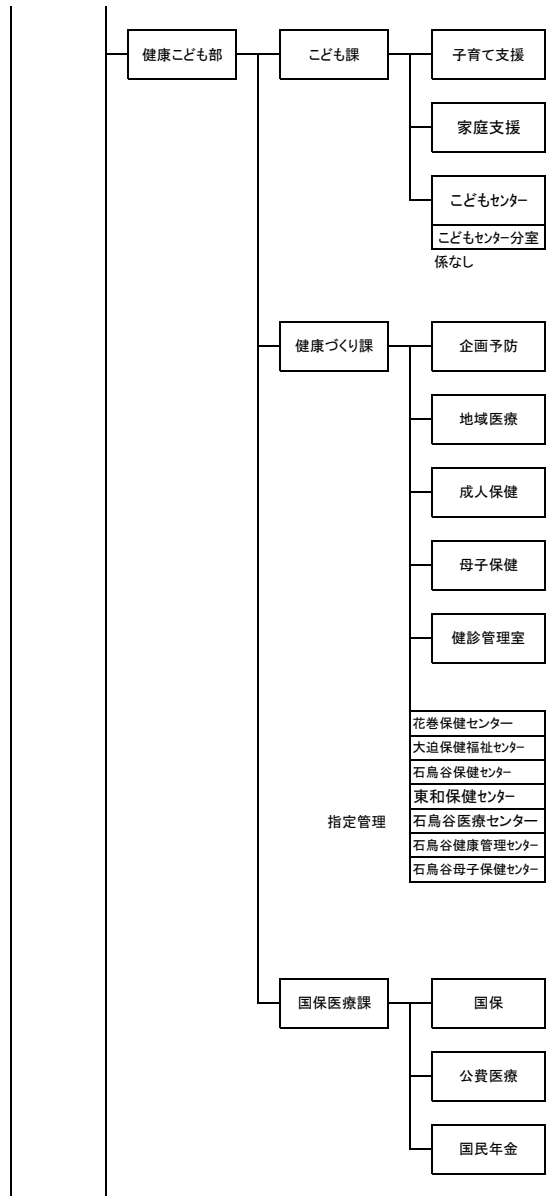 健康こども部
こども課
子育て支援
家庭支援
こどもセンター
こどもセンター分室
係なし
健康づくり課
企画予防
地域医療
成人保健
母子保健
健診管理室
花巻保健センター
大迫保健福祉センター
石鳥谷保健センター
東和保健センター
指定管理
石鳥谷医療センター
石鳥谷健康管理センター
石鳥谷母子保健センター
国保医療課
国保
公費医療
国民年金